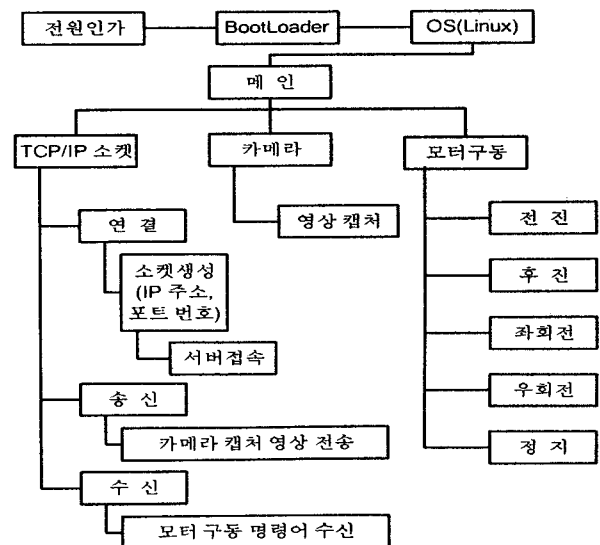 전원인가
BootLoader
OS(Linux)
메 인
TCP/IP 소켓
카메라
모터구동
연 결
영상 캡처
전 진
소켓생성
(IP 주소,
포트 번호)
후 진
서버접속
좌회전
송 신
우회전
카메라 캡처 영상 전송
정 지
수 신
모터 구동 명령어 수신